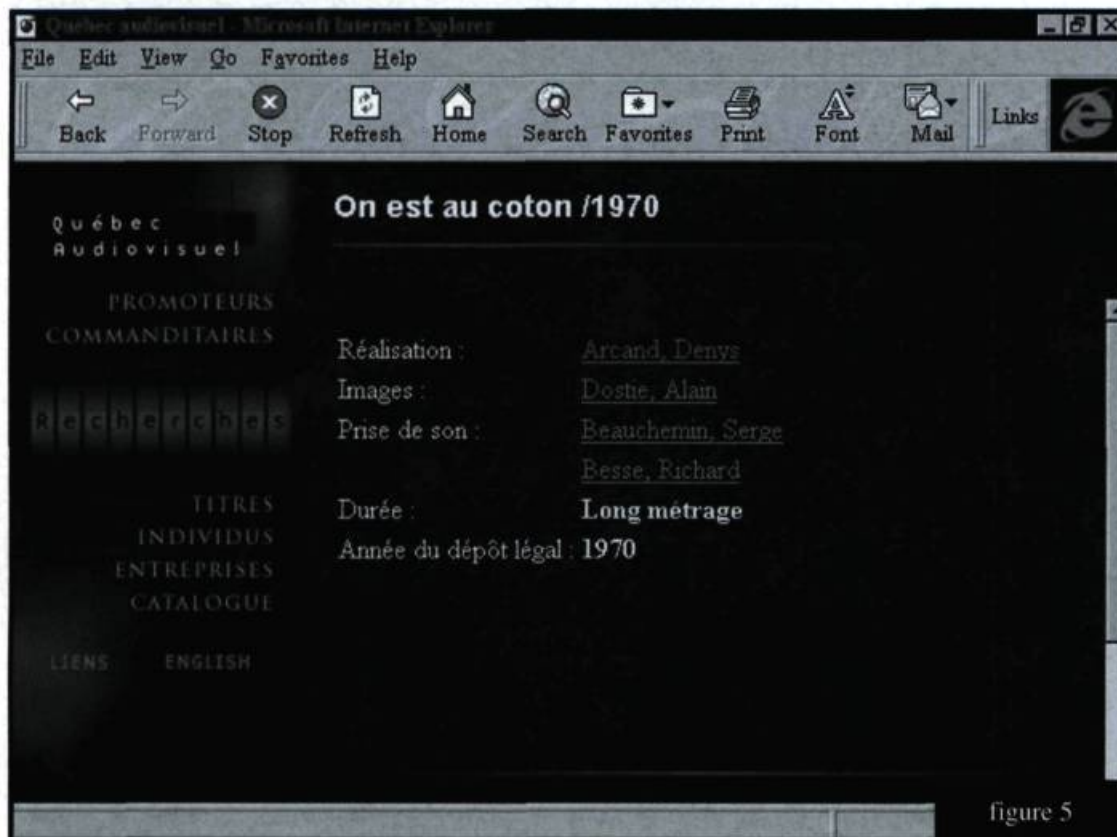 Québec audiovisuel - Microsoft Internet Explorer
File Edit View Go Favorites Help
Back Forward Stop Refresh Home Search Favorites Print Font Mail Links
Québec
Audiovisuel
PROMOTEURS
COMMANDITAIRES
Recherches
TITRES
INDIVIDUS
ENTREPRISES
CATALOGUE
LIENS ENGLISH
On est au coton /1970
Réalisation : Arcand, Denys
Images : Dostie, Alain
Prise de son : Beauchemin, Serge
Besse, Richard
Durée : Long métrage
Année du dépôt légal : 1970
figure 5